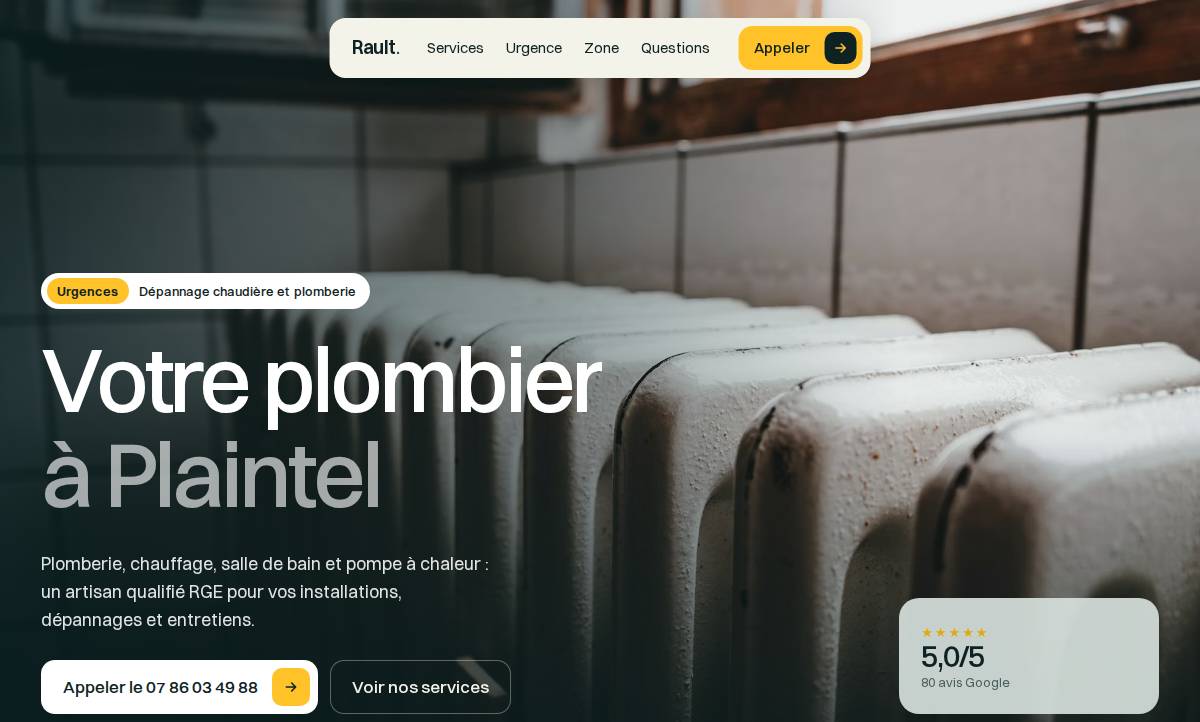 Rault.
Services
Urgence
Zone
Questions
Appeler
Urgences
Dépannage chaudière et plomberie
Votre plombier
à Plaintel
Plomberie, chauffage, salle de bain et pompe à chaleur :
un artisan qualifié RGE pour vos installations,
dépannages et entretiens.
Appeler le 07 86 03 49 88
Voir nos services
★★★★★
5,0/5
80 avis Google